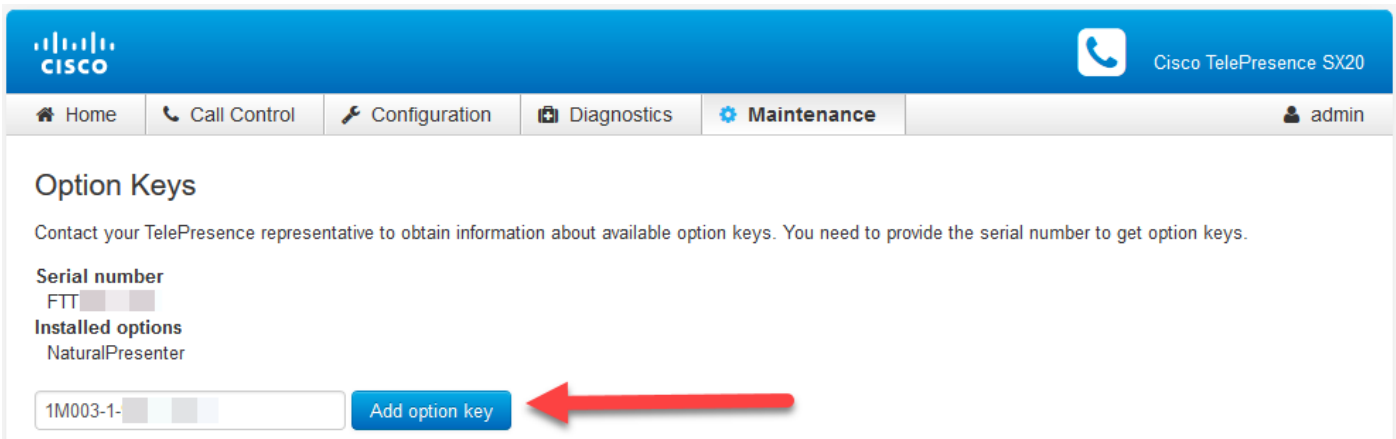 CISCO
Cisco TelePresence SX20
Home Call Control Configuration Diagnostics Maintenance admin
Option Keys
Contact your TelePresence representative to obtain information about available option keys. You need to provide the serial number to get option keys.
Serial number
FTT
Installed options
NaturalPresenter
1M003-1- Add option key